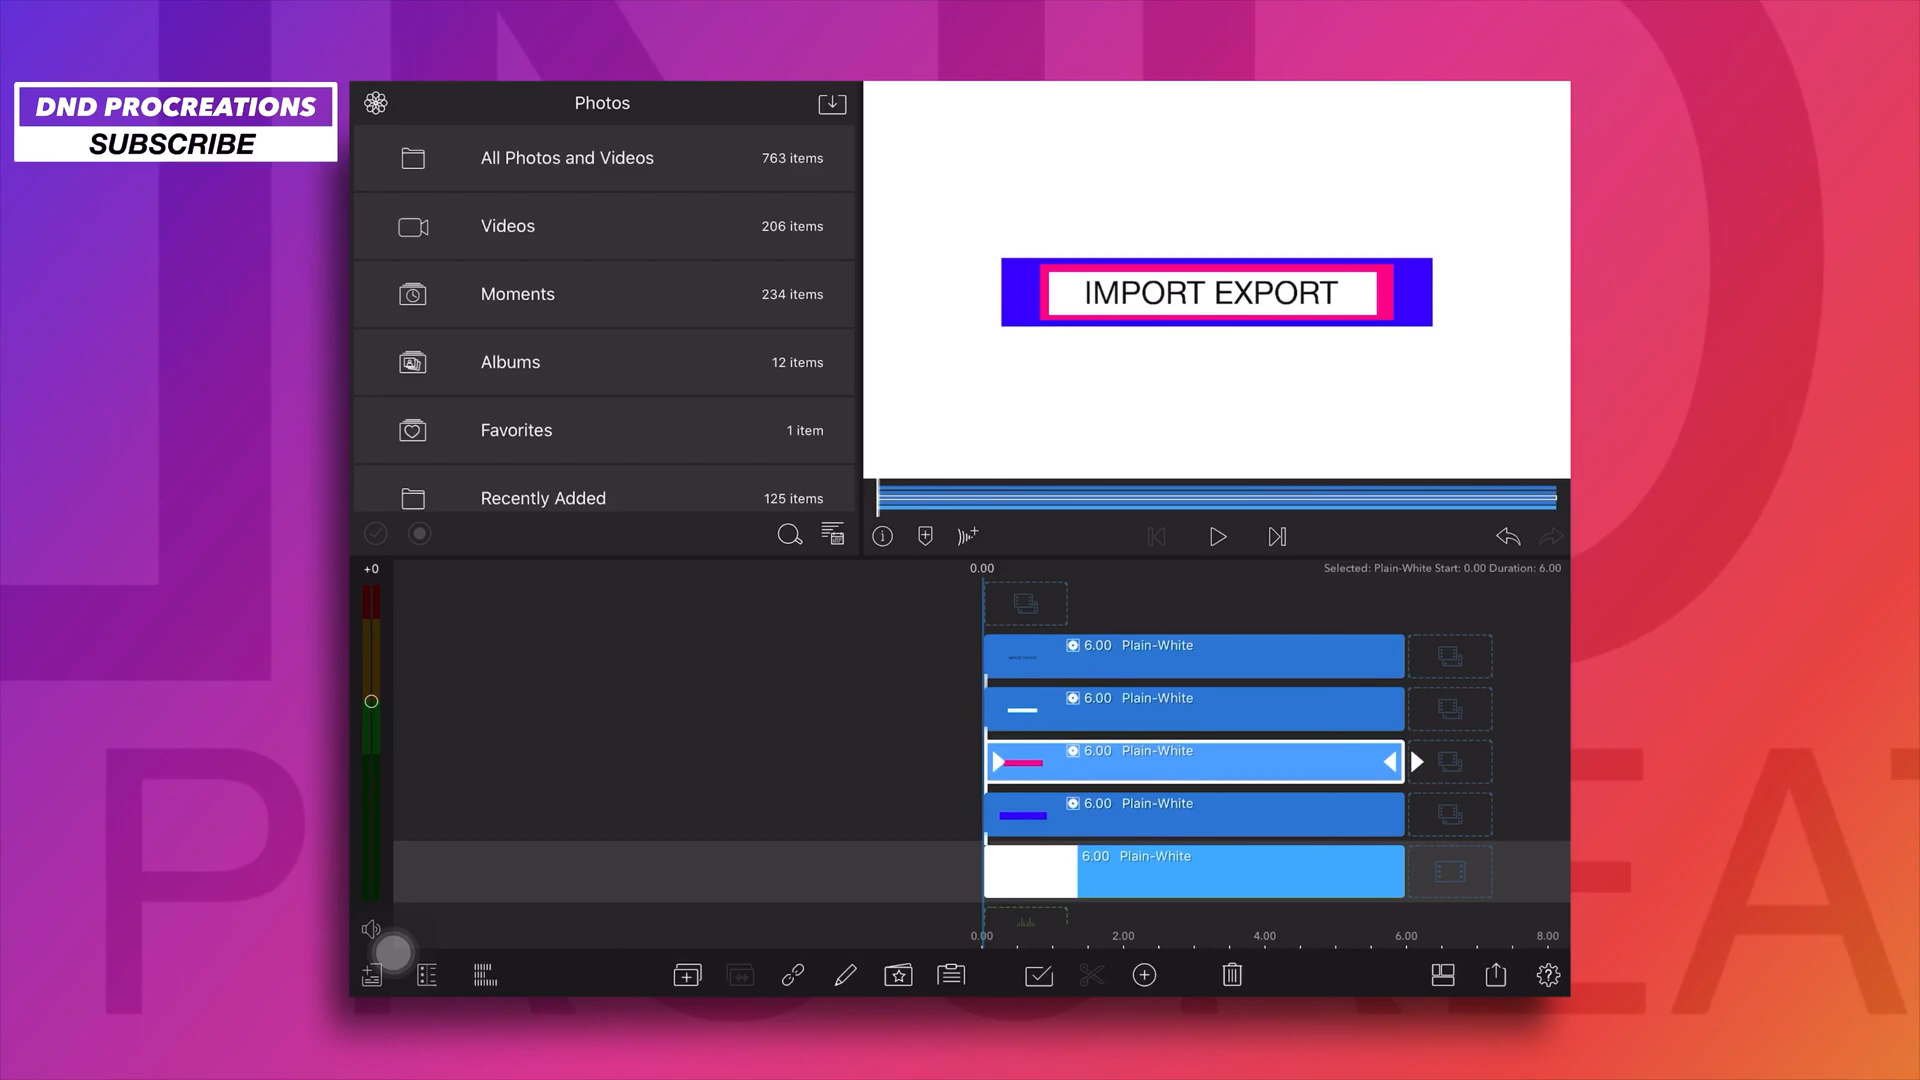 DND PROCREATIONS
SUBSCRIBE
Photos
All Photos and Videos 763 items
Videos 206 items
Moments 234 items
Albums 12 items
Favorites 1 item
Recently Added 125 items
IMPORT EXPORT
+0
0.00
Selected: Plain-White Start: 0.00 Duration: 6.00
6.00 Plain-White
6.00 Plain-White
6.00 Plain-White
6.00 Plain-White
6.00 Plain-White
0.00 2.00 4.00 6.00 8.00